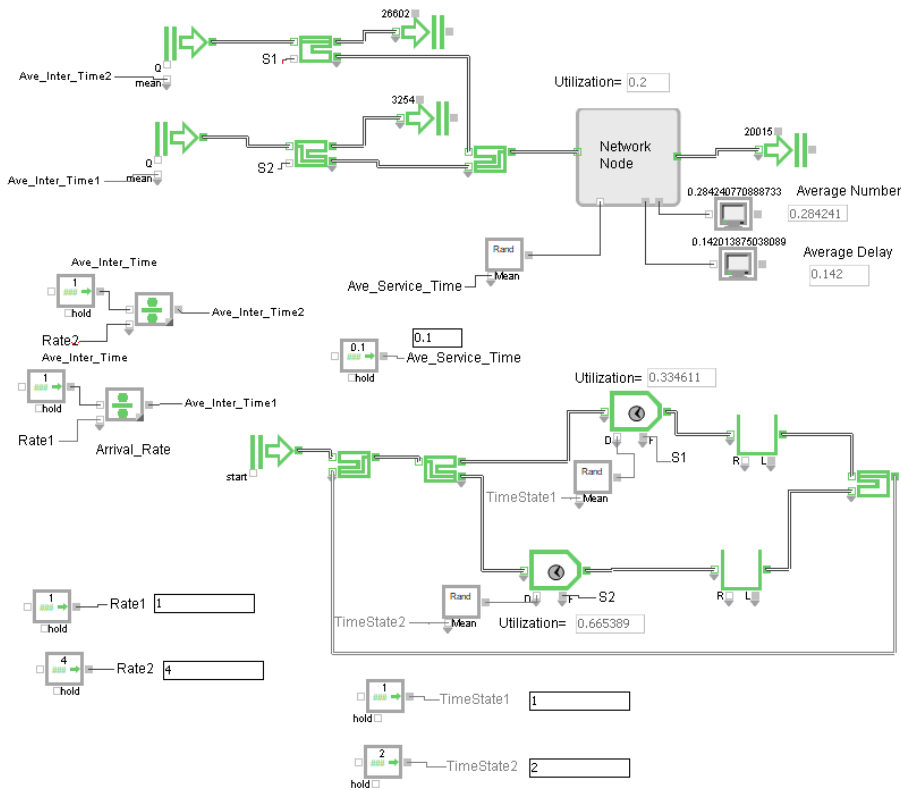 26602
S1
Q
Ave_Inter_Time2
mean
Utilization= 0.2
3254
20015
Network
Node
Q
S2
Ave_Inter_Time1
mean
0.284240770888733
Average Number
0.284241
0.142013875038089
Average Delay
0.142
Rand
Mean
Ave_Service_Time
Ave_Inter_Time
1
###
hold
Ave_Inter_Time2
Rate2
0.1
0.1
###
Ave_Service_Time
hold
Ave_Inter_Time
1
###
hold
Ave_Inter_Time1
Rate1
Arrival_Rate
Utilization= 0.334611
start
D
F
S1
R
L
Rand
Mean
TimeState1
Rand
Mean
D
F
S2
R
L
TimeState2
Utilization= 0.665389
1
###
hold
Rate1
1
4
###
hold
Rate2
4
1
###
hold
TimeState1
1
2
###
hold
TimeState2
2